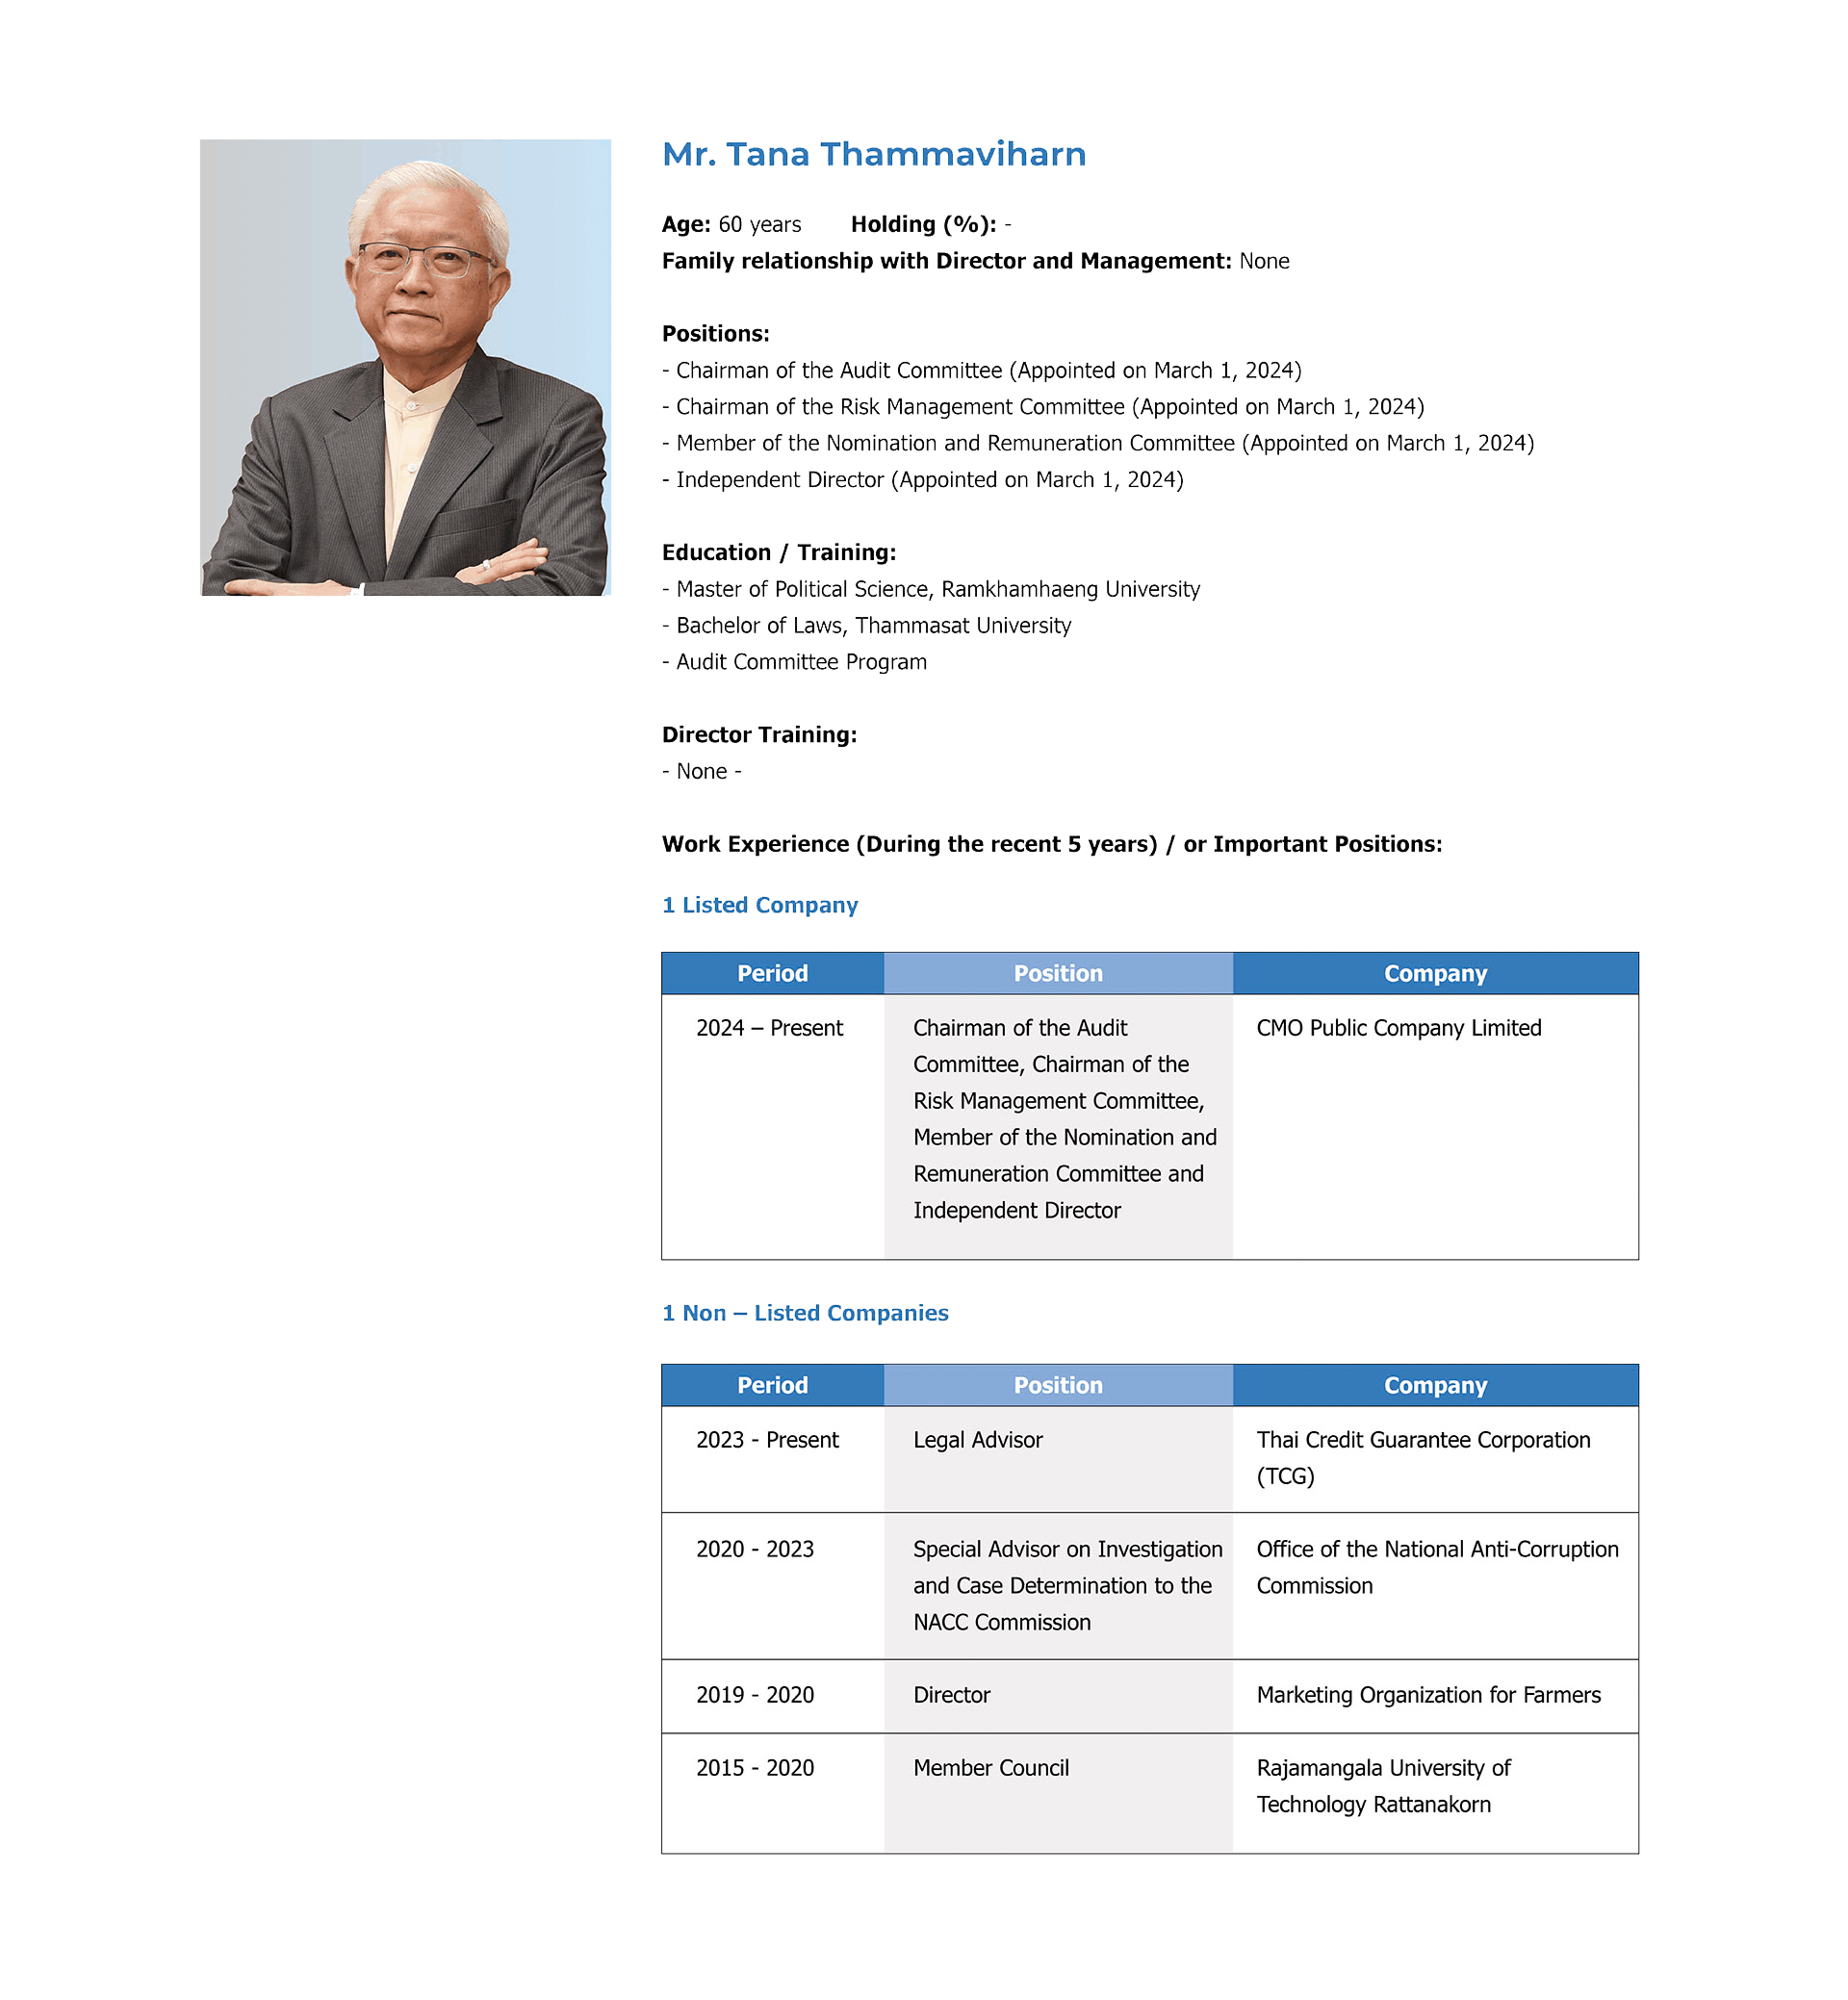 Mr. Tana Thammaviharn
Age: 60 years Holding (%): -
Family relationship with Director and Management: None
Positions:
- Chairman of the Audit Committee (Appointed on March 1, 2024)
- Chairman of the Risk Management Committee (Appointed on March 1, 2024)
- Member of the Nomination and Remuneration Committee (Appointed on March 1, 2024)
- Independent Director (Appointed on March 1, 2024)
Education / Training:
- Master of Political Science, Ramkhamhaeng University
- Bachelor of Laws, Thammasat University
- Audit Committee Program
Director Training:
- None -
Work Experience (During the recent 5 years) / or Important Positions:
1 Listed Company
Period Position Company
2024 – Present Chairman of the Audit CMO Public Company Limited
Committee, Chairman of the
Risk Management Committee,
Member of the Nomination and
Remuneration Committee and
Independent Director
1 Non – Listed Companies
Period Position Company
2023 - Present Legal Advisor Thai Credit Guarantee Corporation
(TCG)
2020 - 2023 Special Advisor on Investigation Office of the National Anti-Corruption
and Case Determination to the Commission
NACC Commission
2019 - 2020 Director Marketing Organization for Farmers
2015 - 2020 Member Council Rajamangala University of
Technology Rattanakorn